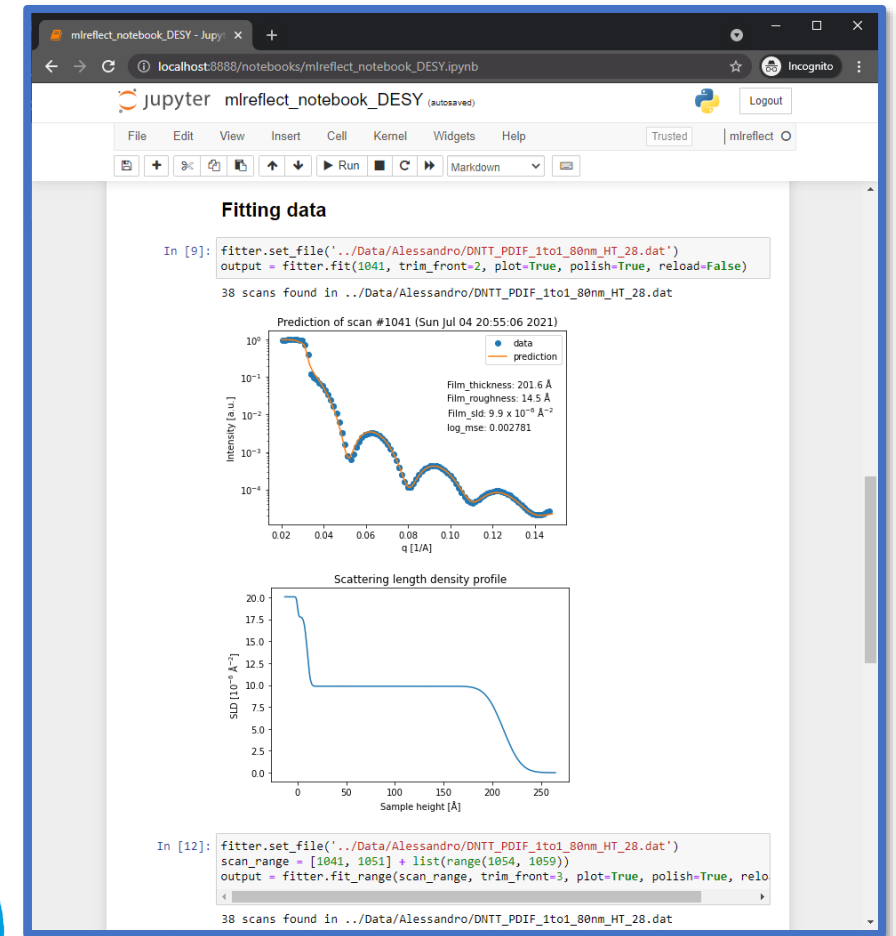 mlreflect_notebook_DESY - Jupyt
localhost:8888/notebooks/mlreflect_notebook_DESY.ipynb
Incognito
jupyter mlreflect_notebook_DESY (autosaved)
Logout
File Edit View Insert Cell Kernel Widgets Help
Trusted
mlreflect
Run
Markdown
Fitting data
In [9]: fitter.set_file('../Data/Alessandro/DNTT_PDIF_1to1_80nm_HT_28.dat')
output = fitter.fit(1041, trim_front=2, plot=True, polish=True, reload=False)
38 scans found in ../Data/Alessandro/DNTT_PDIF_1to1_80nm_HT_28.dat
Prediction of scan #1041 (Sun Jul 04 20:55:06 2021)
data
prediction
Film_thickness: 201.6 Å
Film_roughness: 14.5 Å
Film_sld: 9.9 x 10⁻⁶ Å⁻²
log_mse: 0.002781
Intensity [a.u.]
10⁰
10⁻¹
10⁻²
10⁻³
10⁻⁴
0.02 0.04 0.06 0.08 0.10 0.12 0.14
q [1/A]
Scattering length density profile
SLD [10⁻⁶ Å⁻²]
20.0
17.5
15.0
12.5
10.0
7.5
5.0
2.5
0.0
0 50 100 150 200 250
Sample height [Å]
In [12]: fitter.set_file('../Data/Alessandro/DNTT_PDIF_1to1_80nm_HT_28.dat')
scan_range = [1041, 1051] + list(range(1054, 1059))
output = fitter.fit_range(scan_range, trim_front=3, plot=True, polish=True, relo
38 scans found in ../Data/Alessandro/DNTT_PDIF_1to1_80nm_HT_28.dat